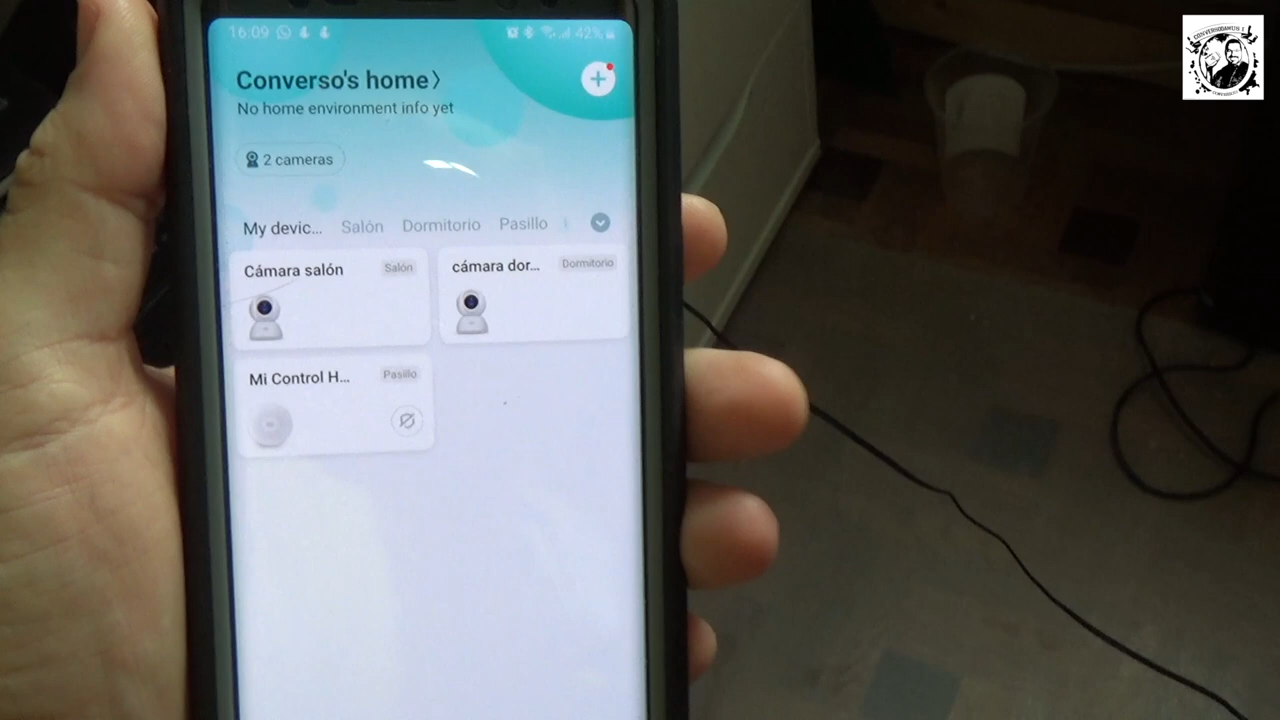 16:09 42%
Converso's home〉
No home environment info yet
2 cameras
My devic... Salón Dormitorio Pasillo
Cámara salón Salón
cámara dor... Dormitorio
Mi Control H... Pasillo